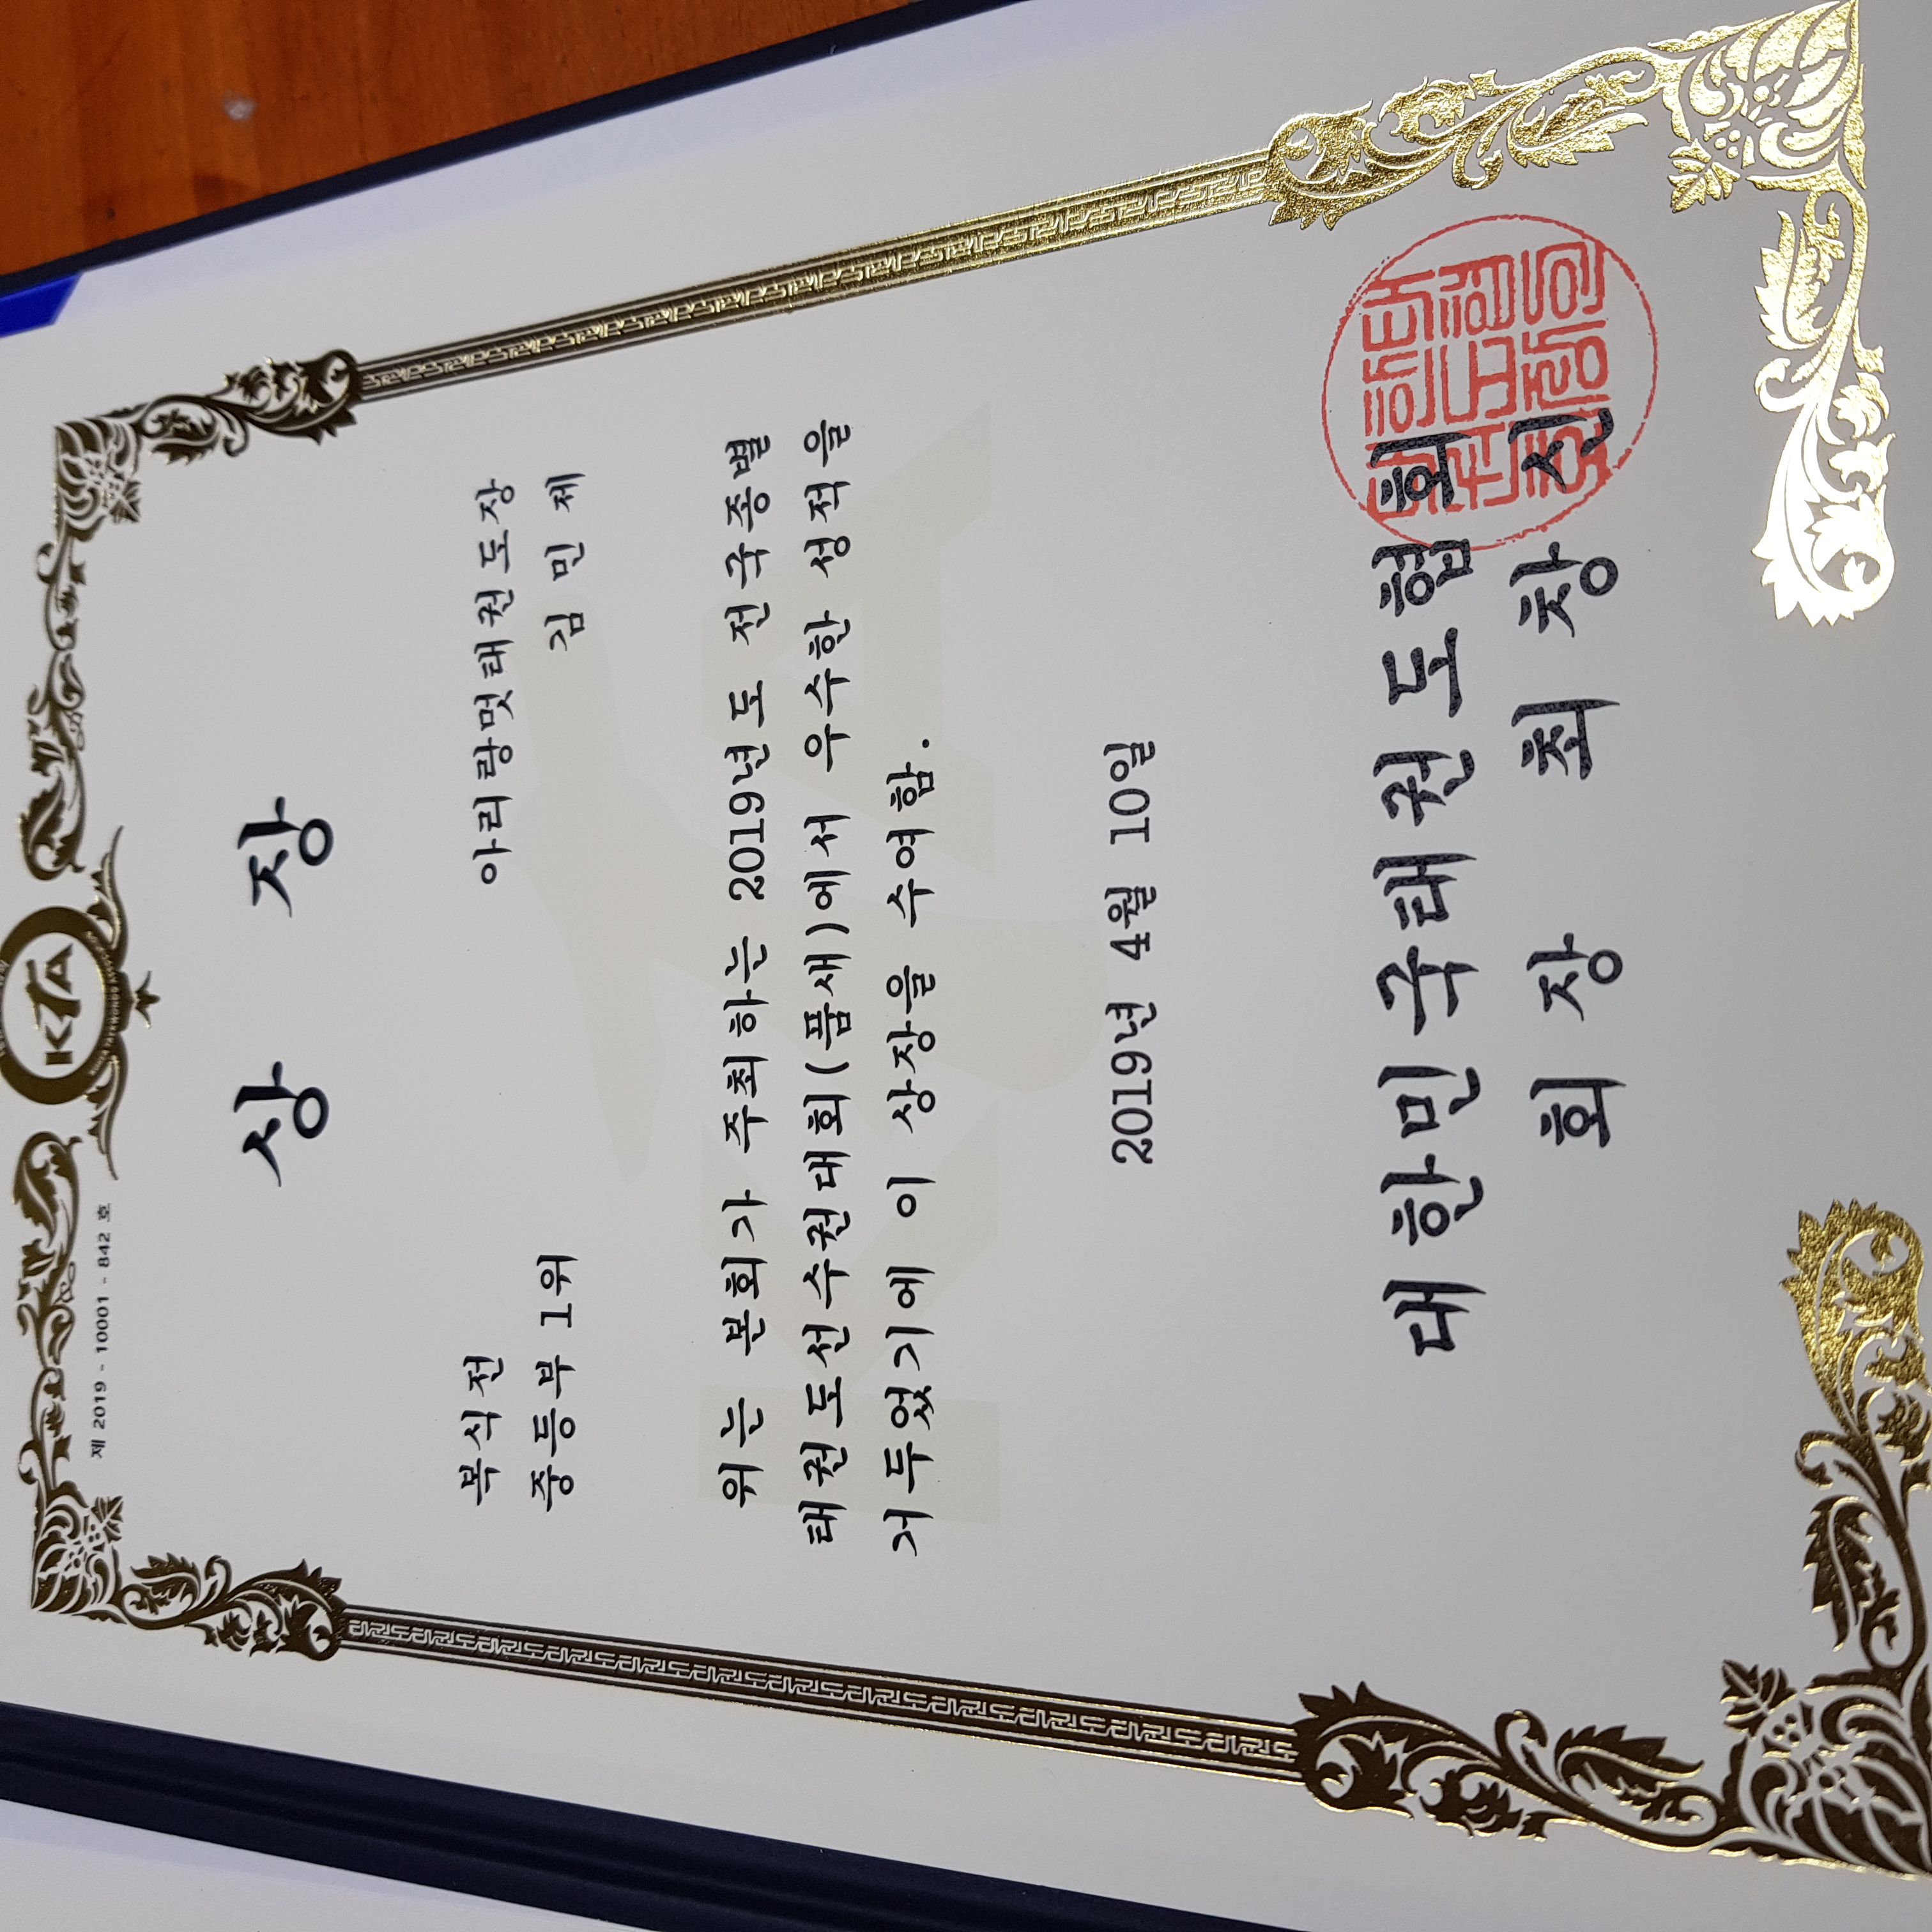 제 2019 - 10001 - 842 호
KTA
상 장
복식전
중등부 1위
아리랑멋태권도장
김 민 제
위는 본회가 주최하는 2019년도 전국종별
태권도선수권대회(품새)에서 우수한 성적을
거두었기에 이 상장을 수여함.
2019년 4월 10일
대한민국태권도협회
회 장 최 창 신